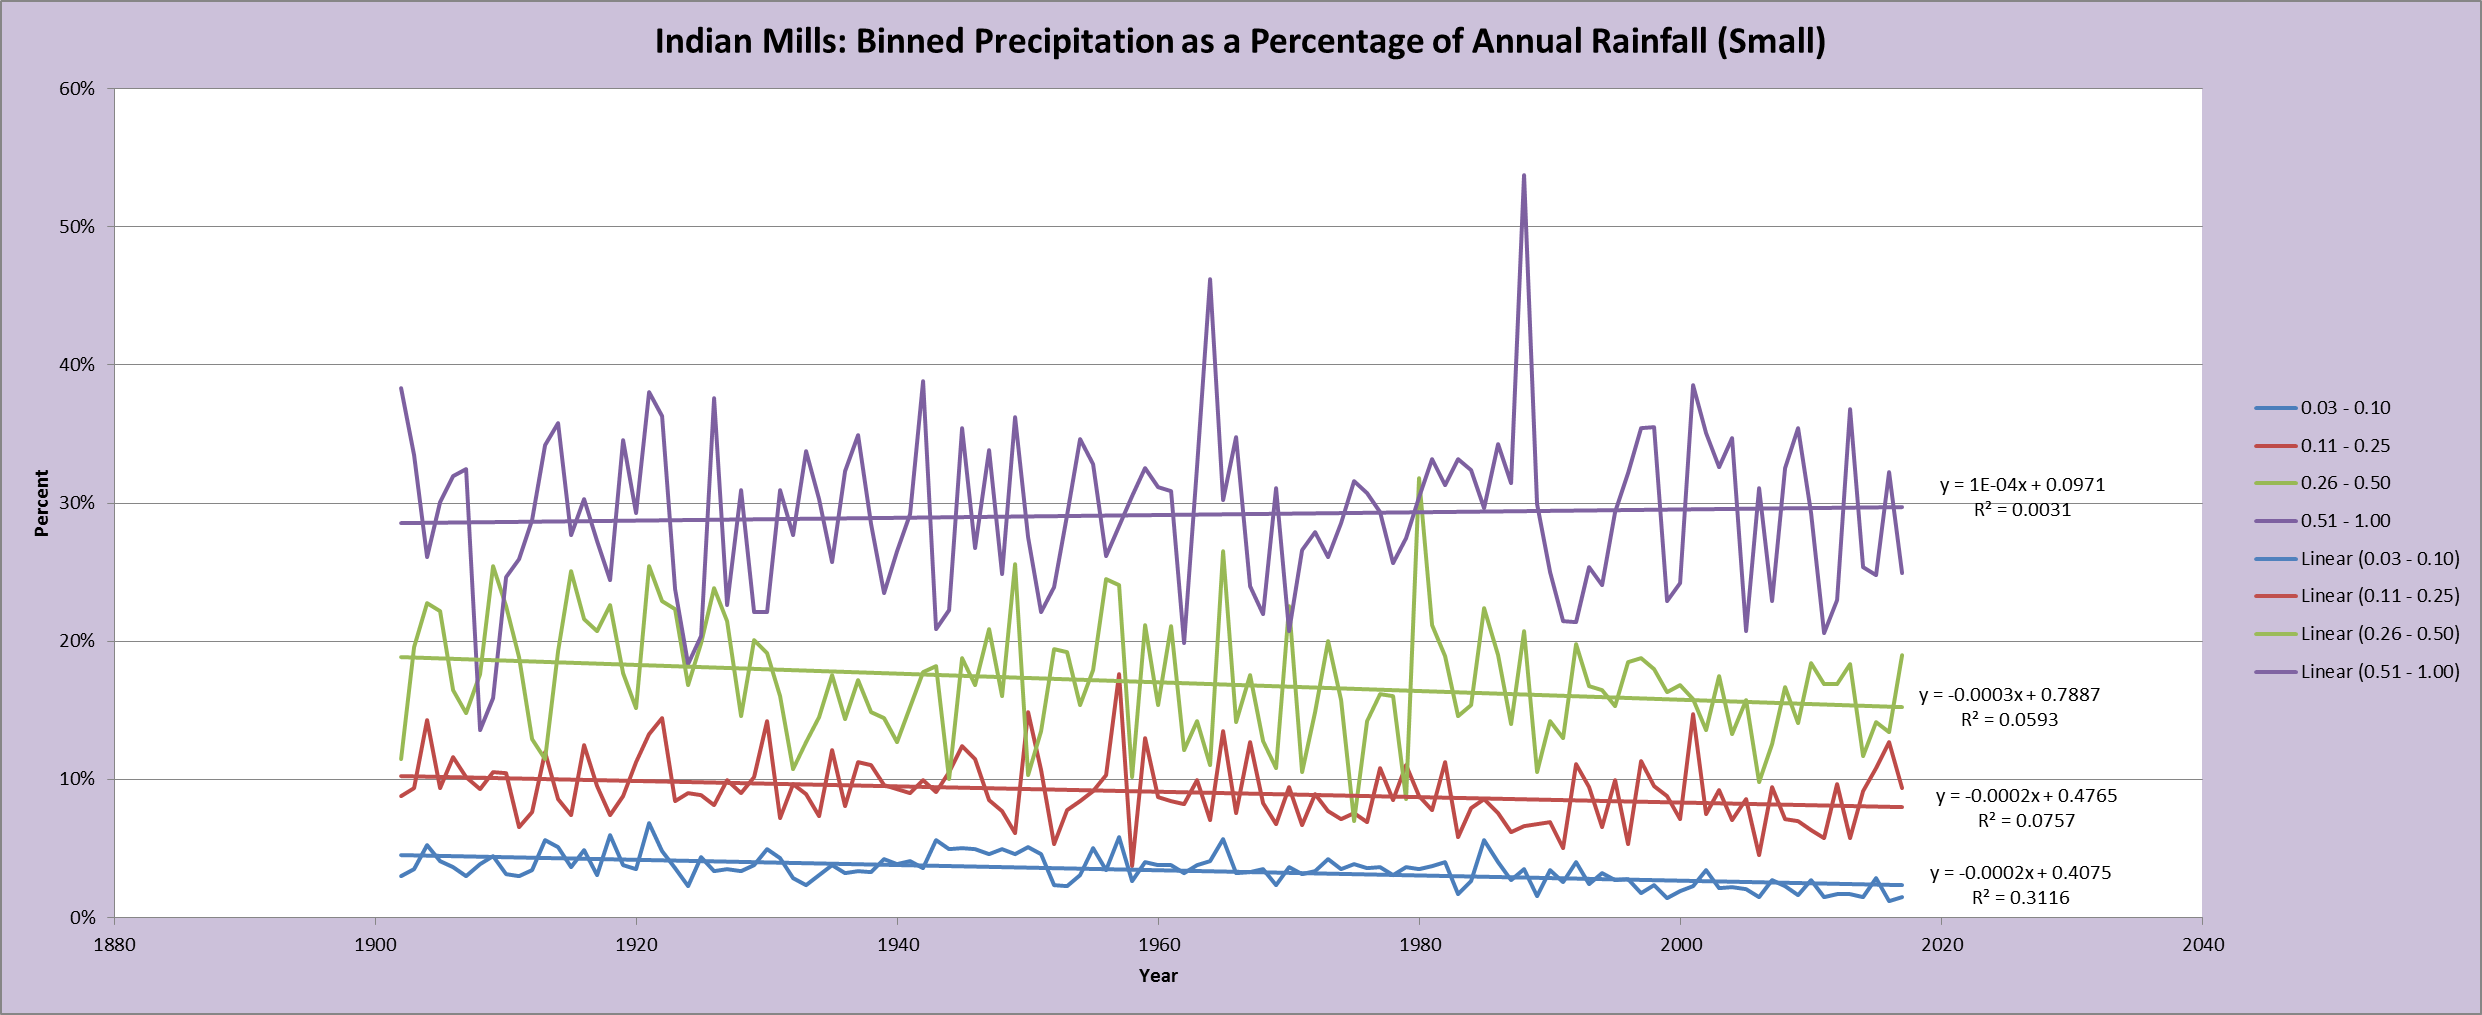 Indian Mills: Binned Precipitation as a Percentage of Annual Rainfall (Small)
60%
50%
40%
30%
20%
10%
0%
Percent
1880
1900
1920
1940
1960
1980
2000
2020
2040
Year
y = 1E-04x + 0.0971
R² = 0.0031
y = -0.0003x + 0.7887
R² = 0.0593
y = -0.0002x + 0.4765
R² = 0.0757
y = -0.0002x + 0.4075
R² = 0.3116
0.03 - 0.10
0.11 - 0.25
0.26 - 0.50
0.51 - 1.00
Linear (0.03 - 0.10)
Linear (0.11 - 0.25)
Linear (0.26 - 0.50)
Linear (0.51 - 1.00)